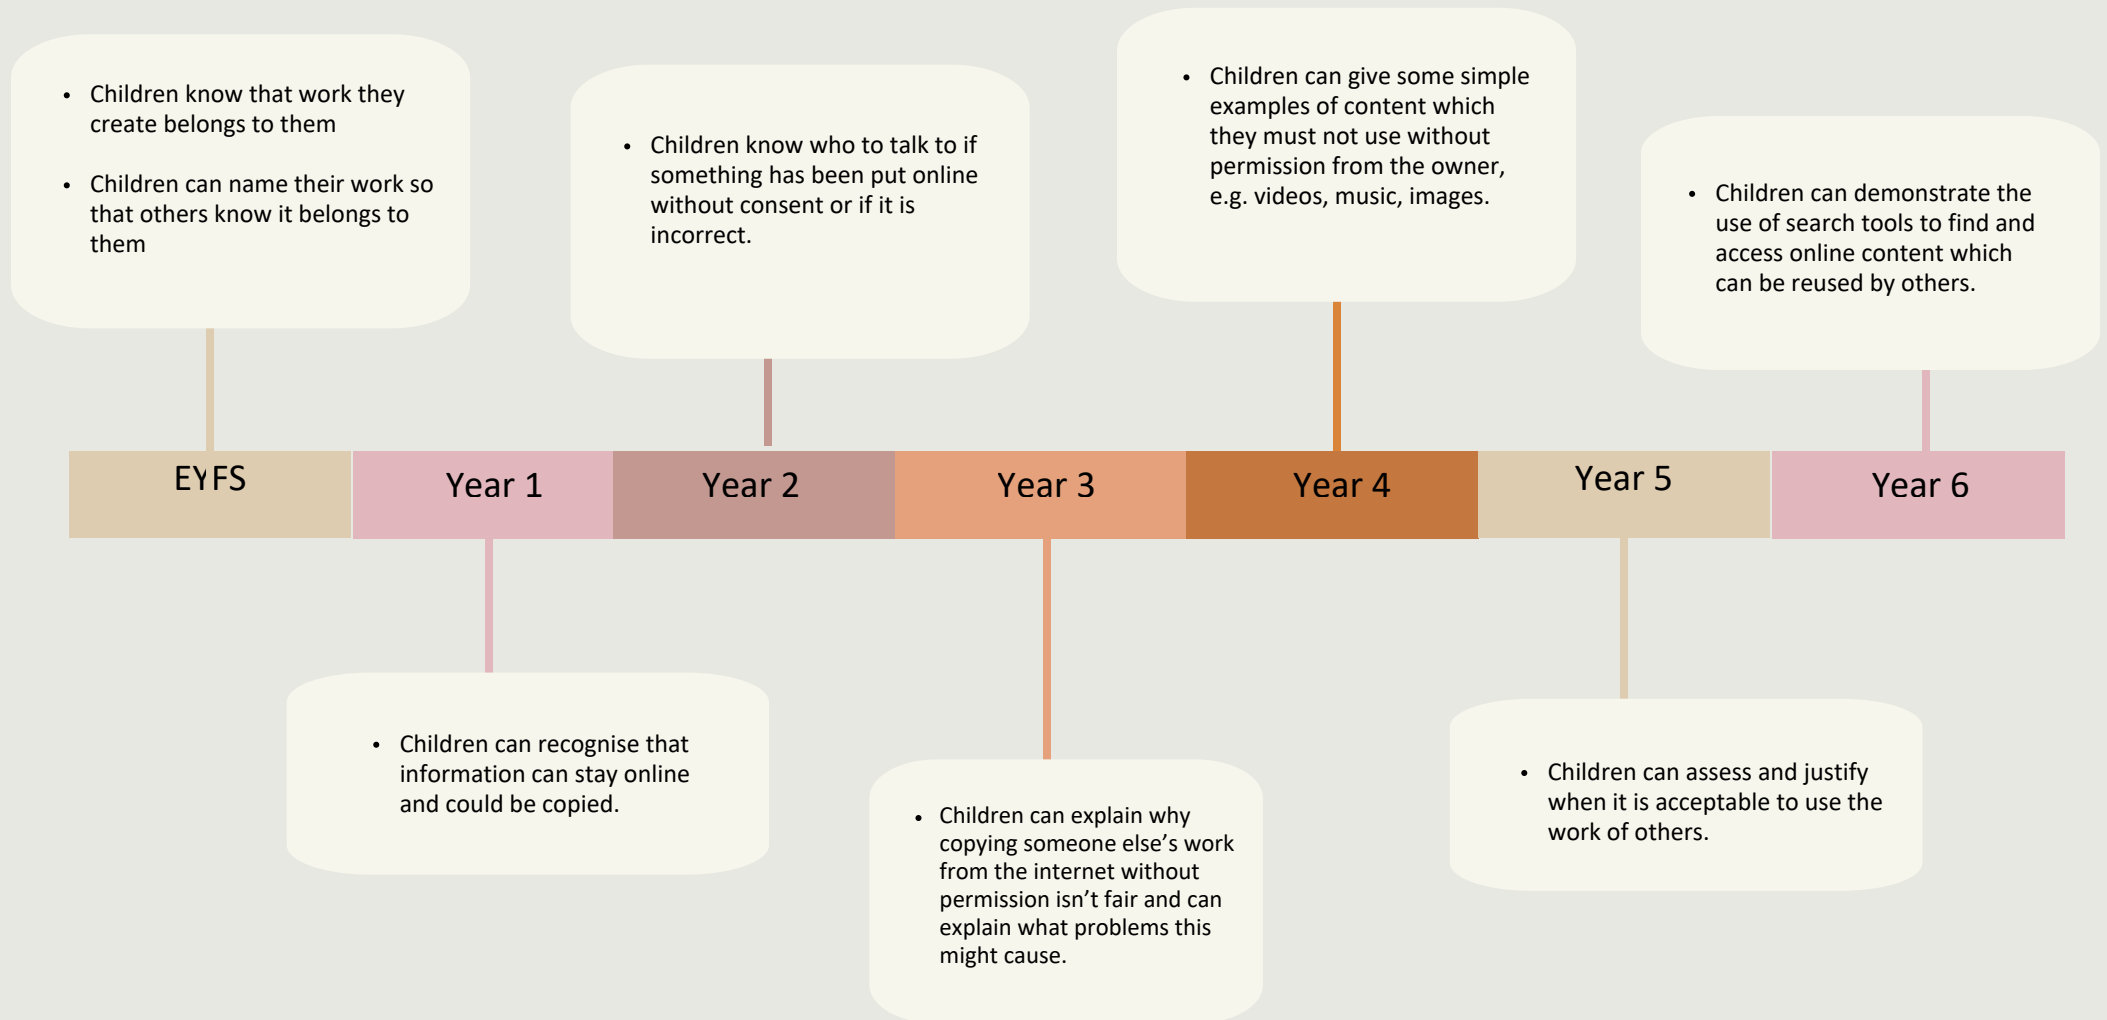 • Children know that work they
create belongs to them
• Children can name their work so
that others know it belongs to
them
• Children know who to talk to if
something has been put online
without consent or if it is
incorrect.
• Children can give some simple
examples of content which
they must not use without
permission from the owner,
e.g. videos, music, images.
• Children can demonstrate the
use of search tools to find and
access online content which
can be reused by others.
EYFS
Year 1
Year 2
Year 3
Year 4
Year 5
Year 6
• Children can recognise that
information can stay online
and could be copied.
• Children can explain why
copying someone else’s work
from the internet without
permission isn’t fair and can
explain what problems this
might cause.
• Children can assess and justify
when it is acceptable to use the
work of others.